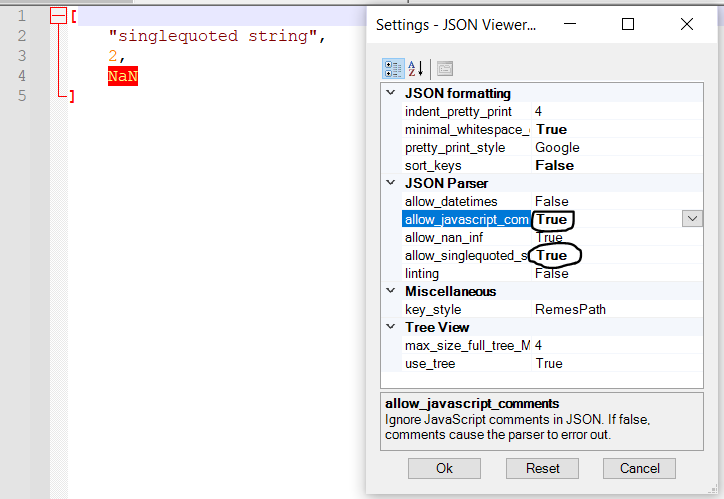 1 [
2 "singlequoted string",
3 2,
4 NaN
5 ]
Settings - JSON Viewer...
JSON formatting
indent_pretty_print 4
minimal_whitespace_ True
pretty_print_style Google
sort_keys False
JSON Parser
allow_datetimes False
allow_javascript_com True
allow_nan_inf True
allow_singlequoted_s True
linting False
Miscellaneous
key_style RemesPath
Tree View
max_size_full_tree_M 4
use_tree True
allow_javascript_comments
Ignore JavaScript comments in JSON. If false,
comments cause the parser to error out.
Ok Reset Cancel